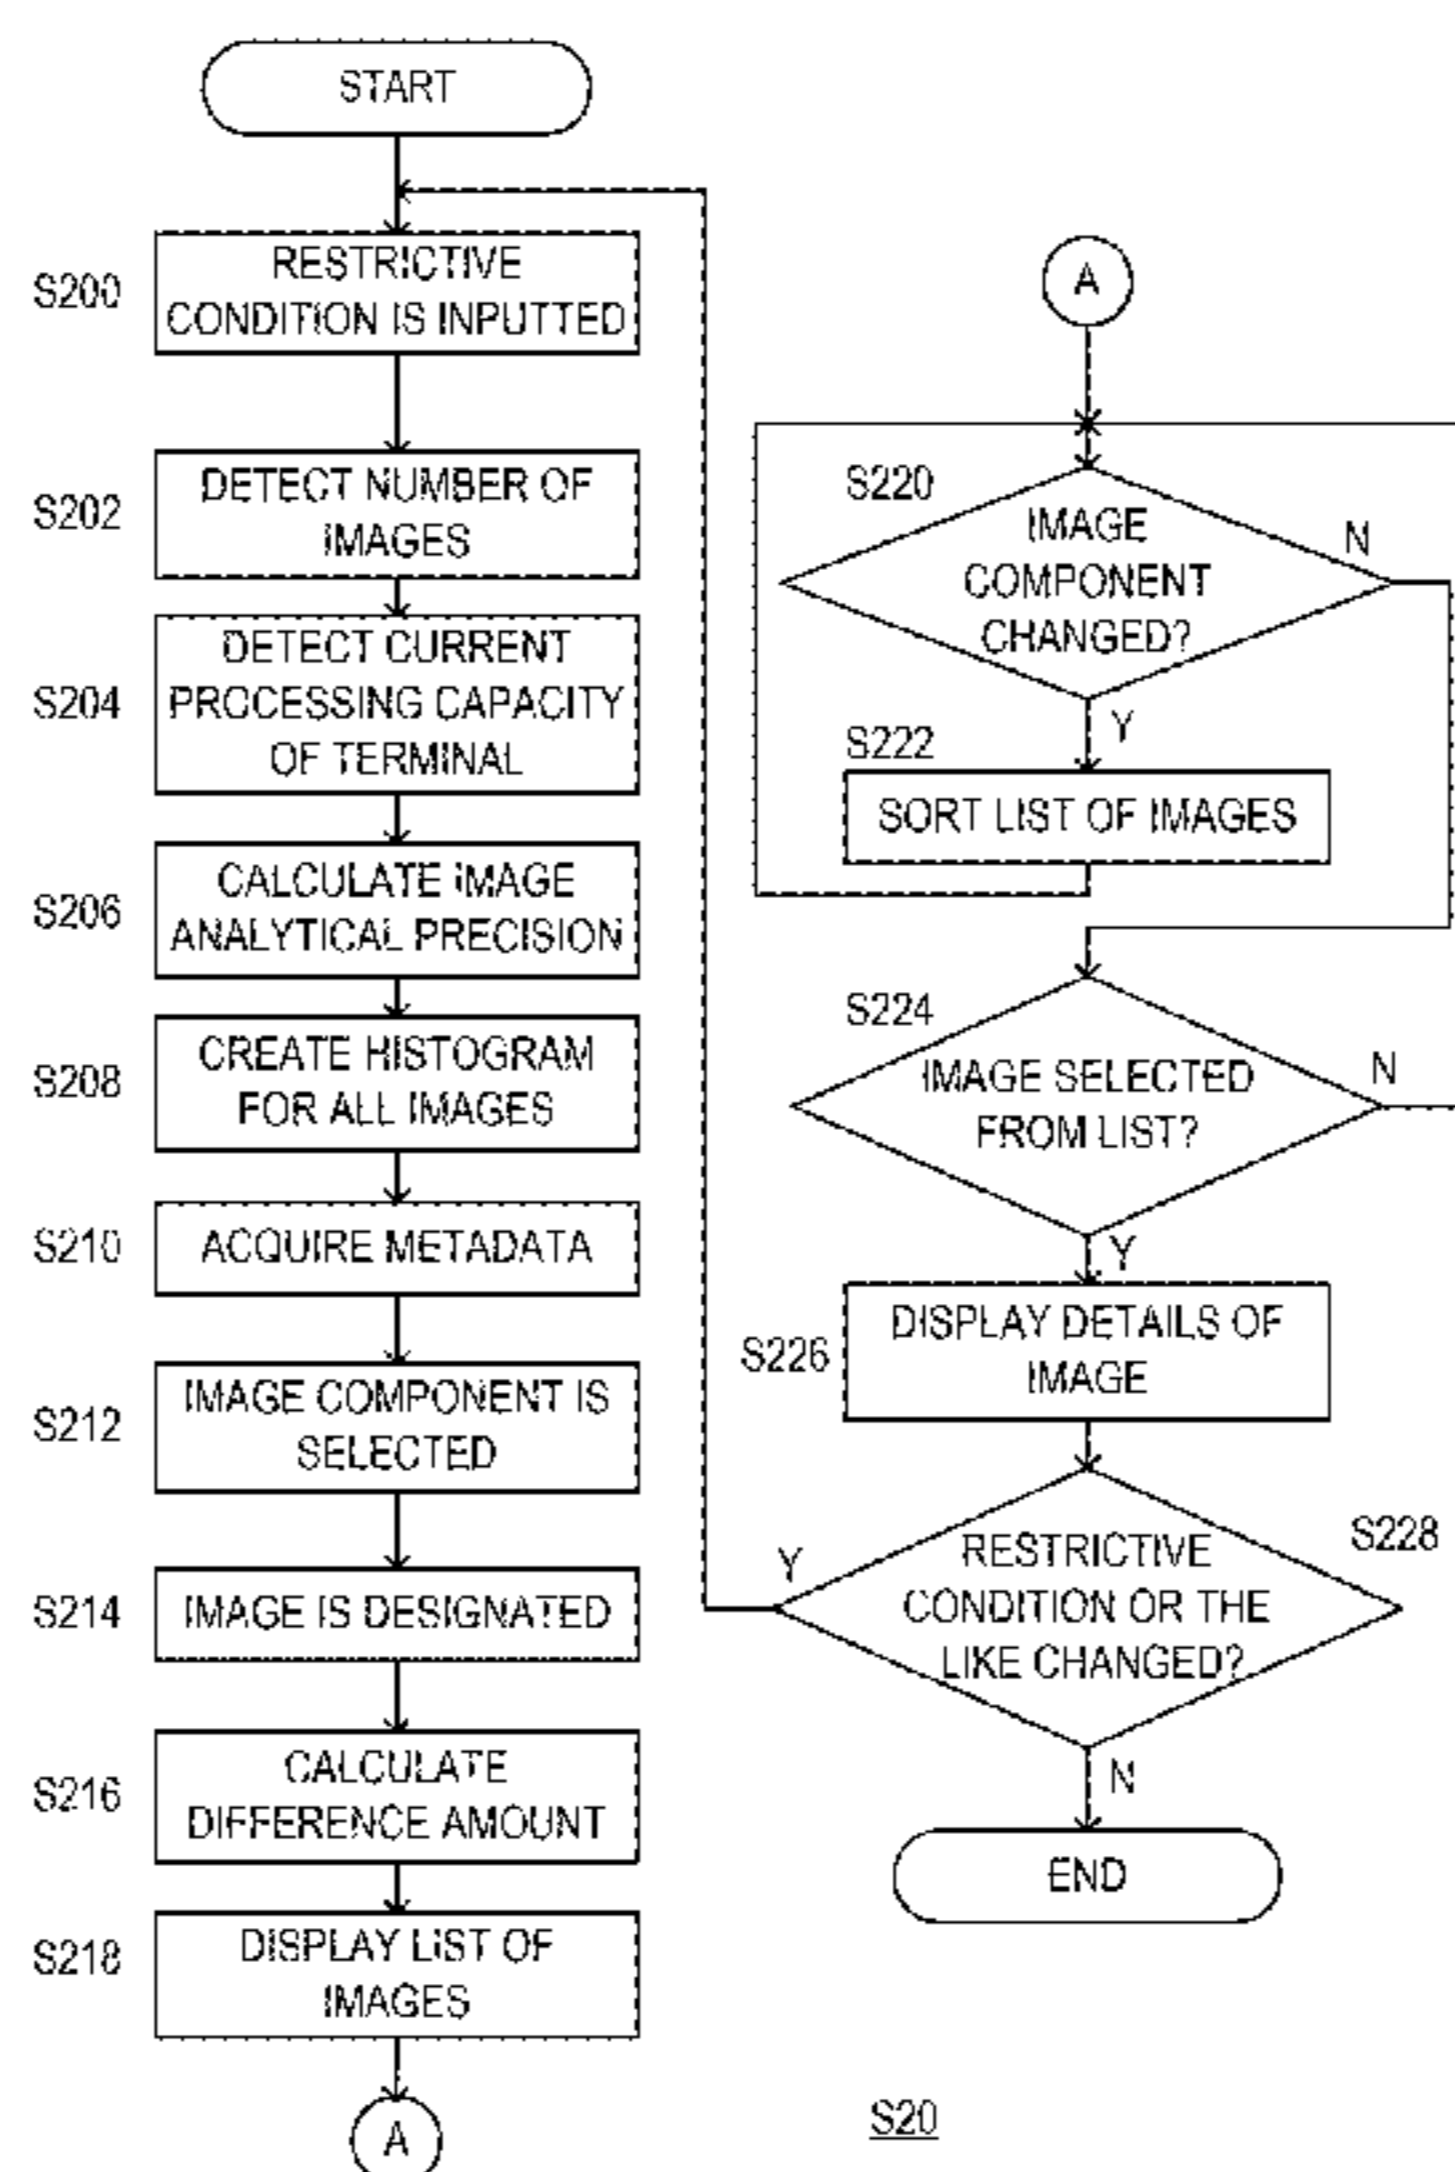 START
S200
RESTRICTIVE
CONDITION IS INPUTTED
S202
DETECT NUMBER OF
IMAGES
S204
DETECT CURRENT
PROCESSING CAPACITY
OF TERMINAL
S206
CALCULATE IMAGE
ANALYTICAL PRECISION
S208
CREATE HISTOGRAM
FOR ALL IMAGES
S210
ACQUIRE METADATA
S212
IMAGE COMPONENT IS
SELECTED
S214
IMAGE IS DESIGNATED
S216
CALCULATE
DIFFERENCE AMOUNT
S218
DISPLAY LIST OF
IMAGES
A
A
S220
IMAGE
COMPONENT
CHANGED?
N
Y
S222
SORT LIST OF IMAGES
S224
IMAGE SELECTED
FROM LIST?
N
Y
S226
DISPLAY DETAILS OF
IMAGE
S228
RESTRICTIVE
CONDITION OR THE
LIKE CHANGED?
Y
N
END
S20